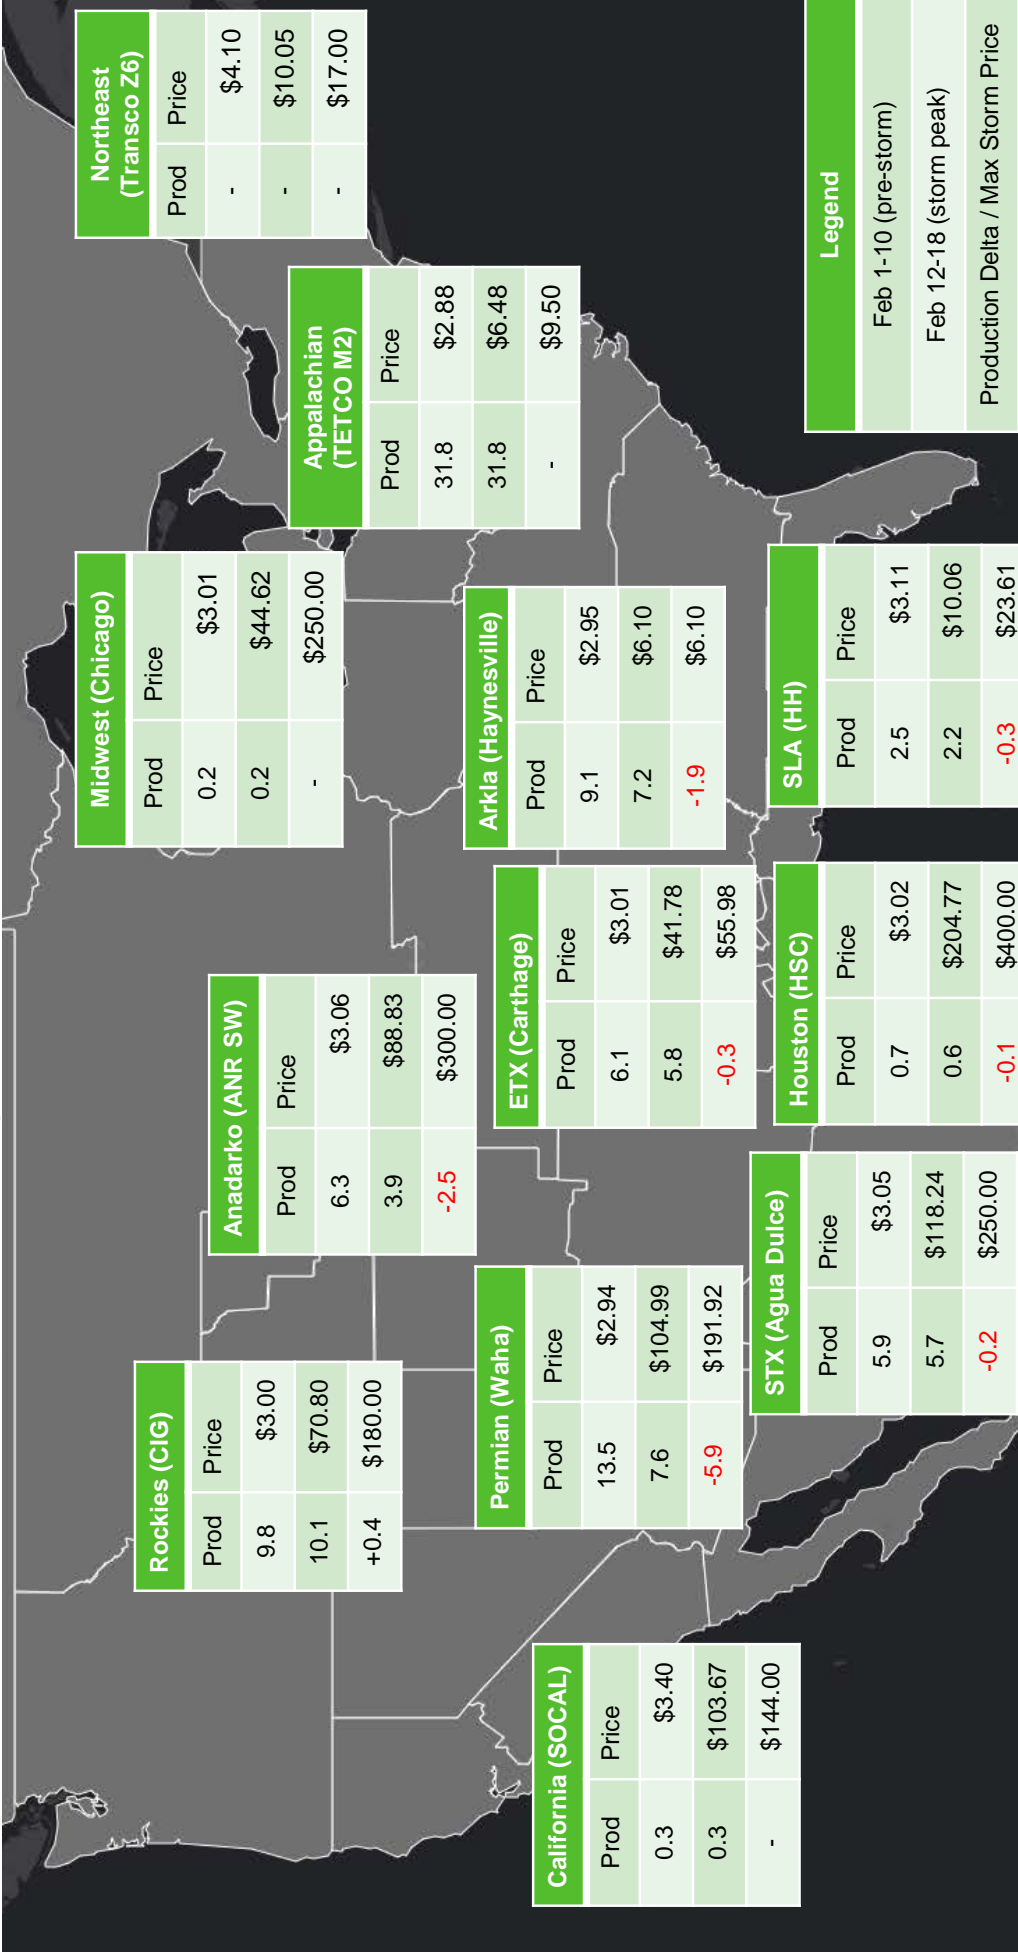 Northeast
(Transco Z6)
Prod Price
- $4.10
- $10.05
- $17.00
Midwest (Chicago)
Prod Price
0.2 $3.01
0.2 $44.62
- $250.00
Rockies (CIG)
Prod Price
9.8 $3.00
10.1 $70.80
+0.4 $180.00
Anadarko (ANR SW)
Prod Price
6.3 $3.06
3.9 $88.83
-2.5 $300.00
Appalachian
(TETCO M2)
Prod Price
31.8 $2.88
31.8 $6.48
- $9.50
Arkla (Haynesville)
Prod Price
9.1 $2.95
7.2 $6.10
-1.9 $6.10
Permian (Waha)
Prod Price
13.5 $2.94
7.6 $104.99
-5.9 $191.92
ETX (Carthage)
Prod Price
6.1 $3.01
5.8 $41.78
-0.3 $55.98
California (SOCAL)
Prod Price
0.3 $3.40
0.3 $103.67
- $144.00
STX (Agua Dulce)
Prod Price
5.9 $3.05
5.7 $118.24
-0.2 $250.00
Houston (HSC)
Prod Price
0.7 $3.02
0.6 $204.77
-0.1 $400.00
SLA (HH)
Prod Price
2.5 $3.11
2.2 $10.06
-0.3 $23.61
Legend
Feb 1-10 (pre-storm)
Feb 12-18 (storm peak)
Production Delta / Max Storm Price